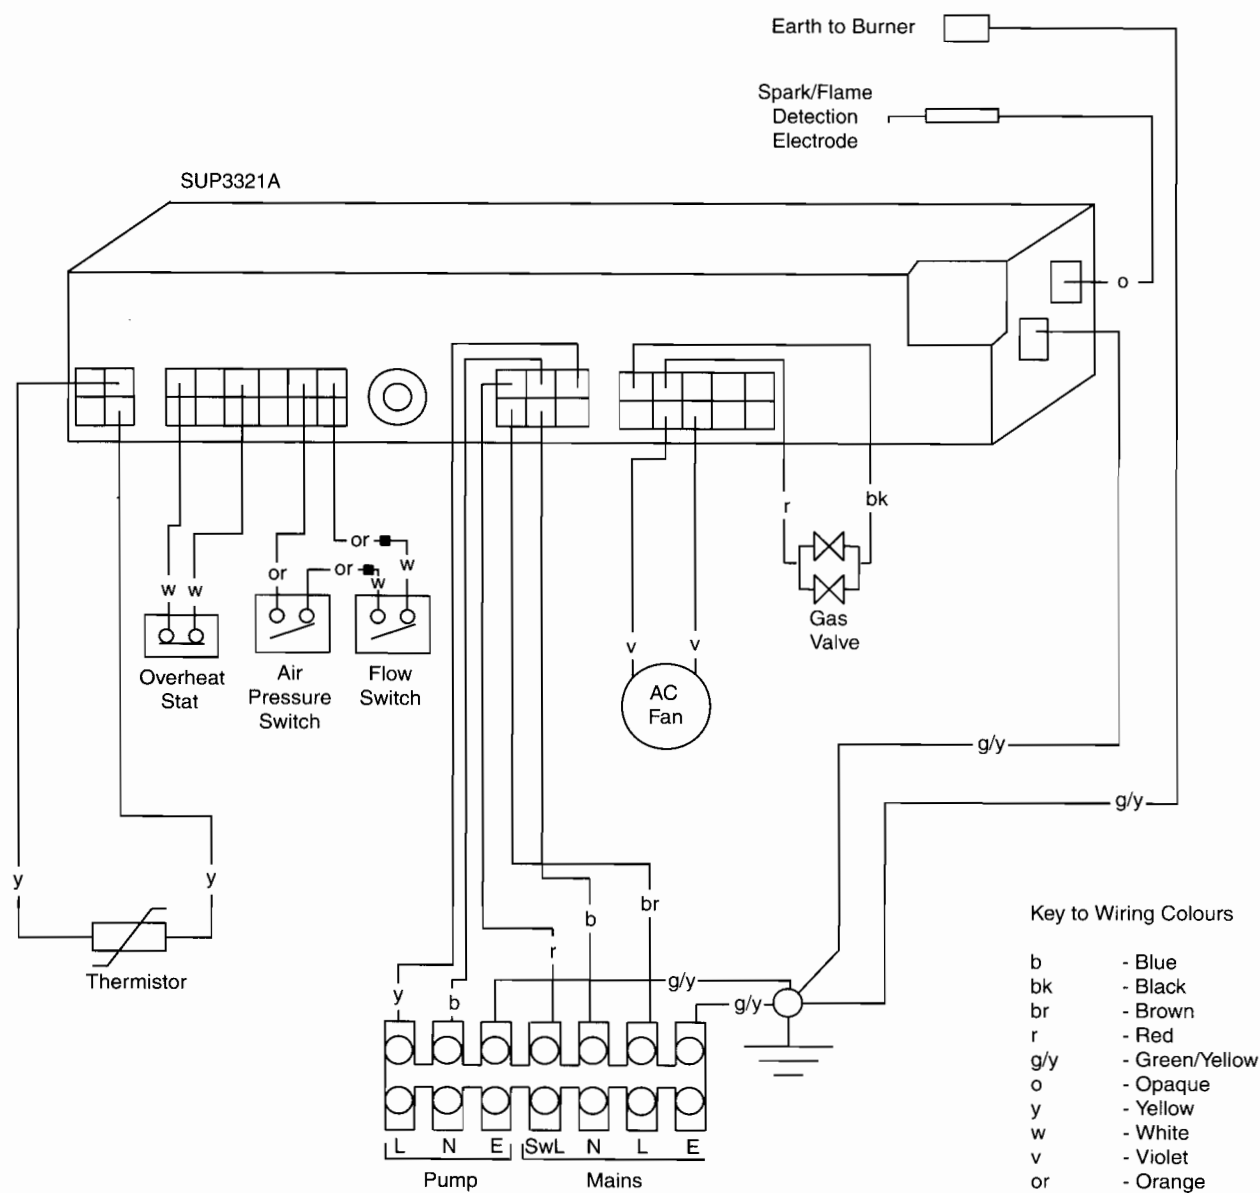 Earth to Burner
Spark/Flame
Detection
Electrode
SUP3321A
o
r
bk
or
or
or
w
w
w
w
Gas
Valve
v
v
Overheat
Stat
Air
Pressure
Switch
Flow
Switch
AC
Fan
g/y
g/y
y
y
br
b
r
Thermistor
g/y
y
b
g/y
L
N
E
SwL
N
L
E
Pump
Mains
Key to Wiring Colours
b - Blue
bk - Black
br - Brown
r - Red
g/y - Green/Yellow
o - Opaque
y - Yellow
w - White
v - Violet
or - Orange